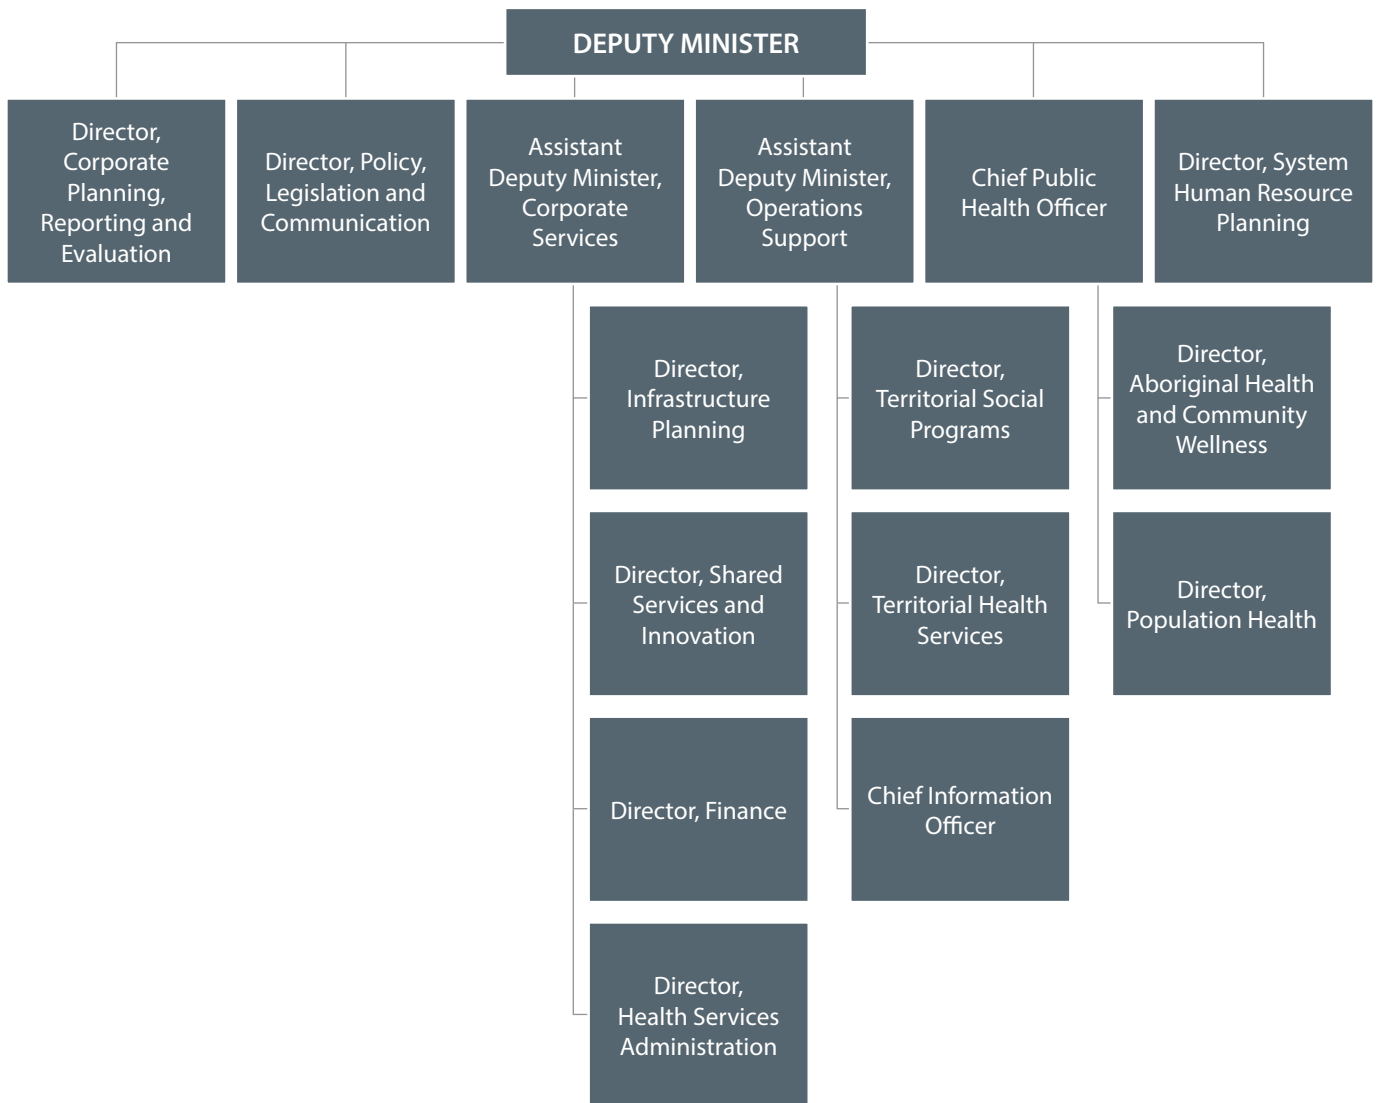 DEPUTY MINISTER
Director,
Corporate
Planning,
Reporting and
Evaluation
Director, Policy,
Legislation and
Communication
Assistant
Deputy Minister,
Corporate
Services
Assistant
Deputy Minister,
Operations
Support
Chief Public
Health Officer
Director, System
Human Resource
Planning
Director,
Infrastructure
Planning
Director, Shared
Services and
Innovation
Director, Finance
Director,
Health Services
Administration
Director,
Territorial Social
Programs
Director,
Territorial Health
Services
Chief Information
Officer
Director,
Aboriginal Health
and Community
Wellness
Director,
Population Health